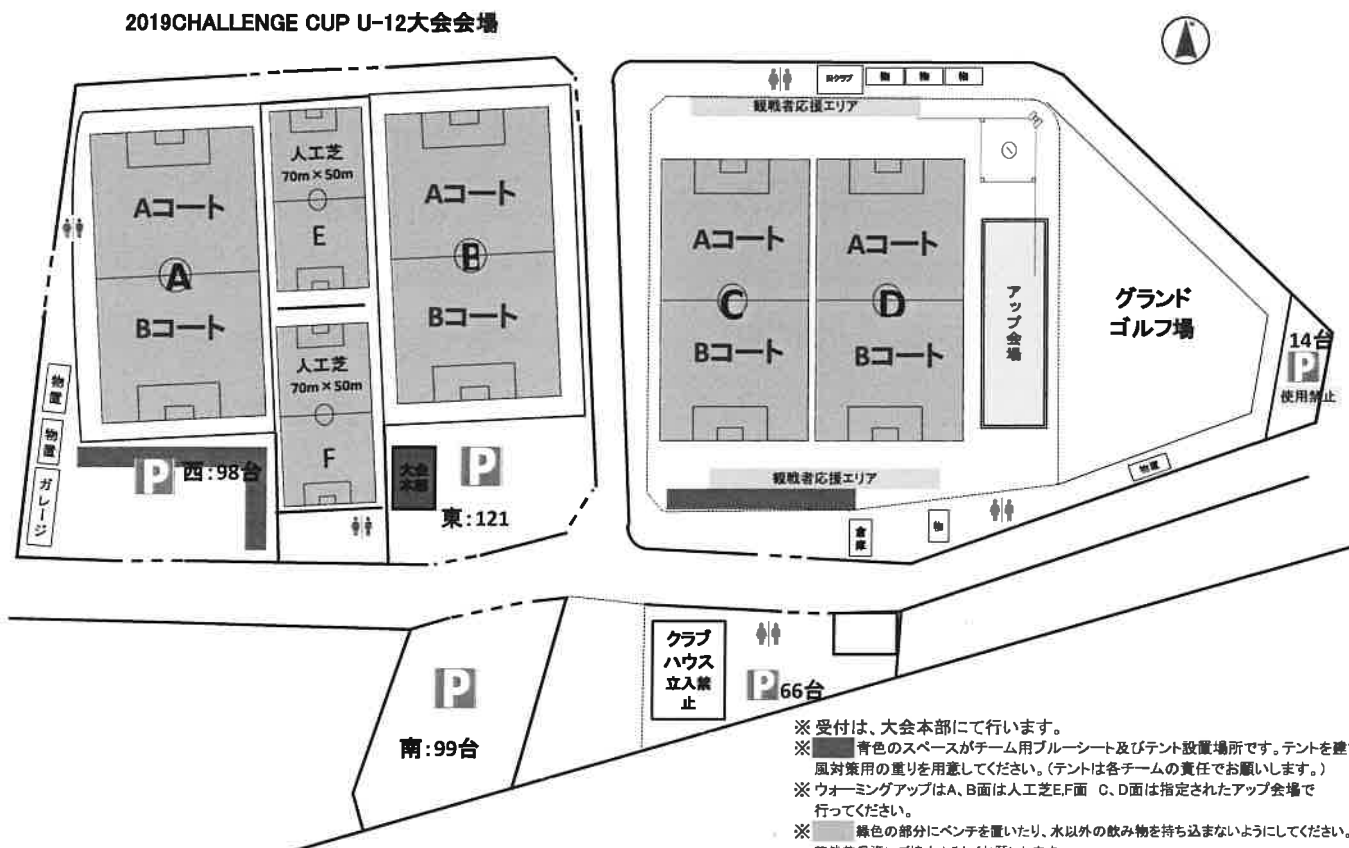 2019CHALLENGE CUP U-12大会会場
観戦者応援エリア
物
物
物
人工芝
70m×50m
E
Aコート
A
Bコート
Aコート
B
Bコート
人工芝
70m×50m
F
Aコート
C
Bコート
Aコート
D
Bコート
アップ会場
グランド
ゴルフ場
14台
P
使用禁止
物置
物置
ガレージ
P 西:98台
大会
本部
P
東:121
観戦者応援エリア
物置
倉庫
物
P
南:99台
クラブ
ハウス
立入禁
止
P 66台
※ 受付は、大会本部にて行います。
※ 青色のスペースがチーム用ブルーシート及びテント設置場所です。テントを建
風対策用の重りを用意してください。(テントは各チームの責任でお願いします。)
※ ウォーミングアップはA、B面は人工芝E,F面 C、D面は指定されたアップ会場で
行ってください。
※ 緑色の部分にベンチを置いたり、水以外の飲み物を持ち込まないようにしてください。